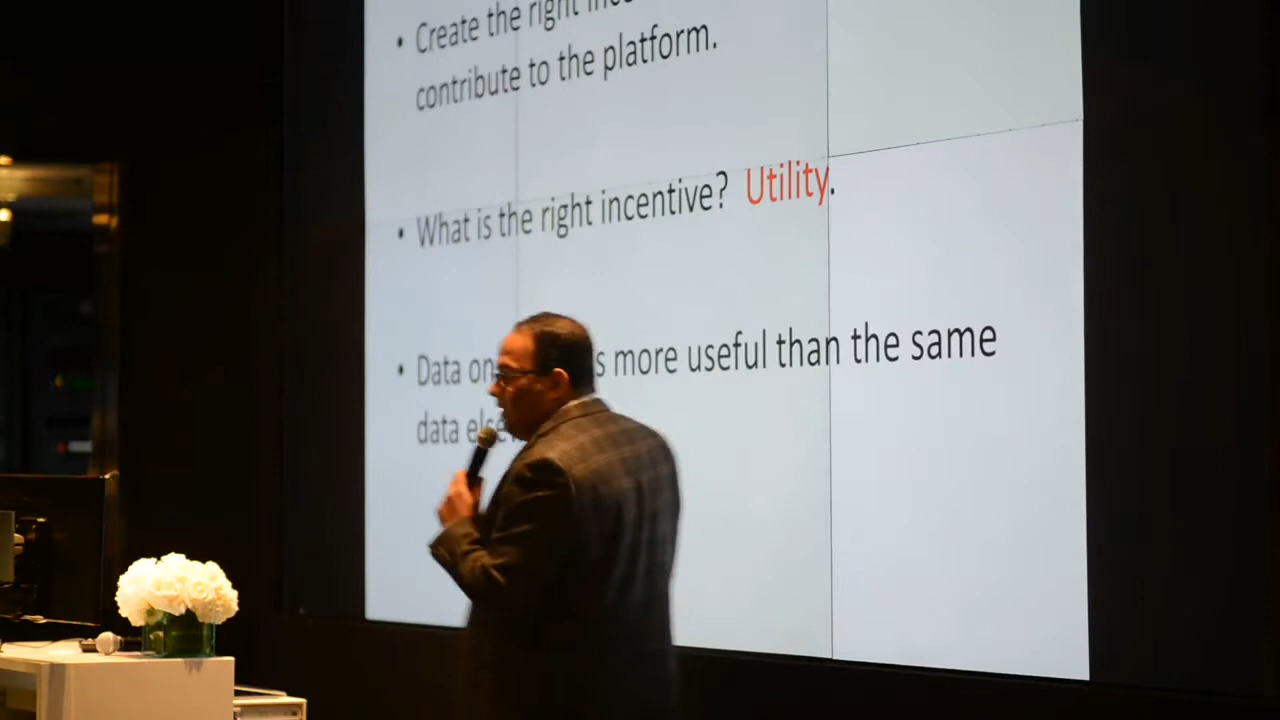 • Create the right
contribute to the platform.
• What is the right incentive? Utility.
• Data on more useful than the same
data